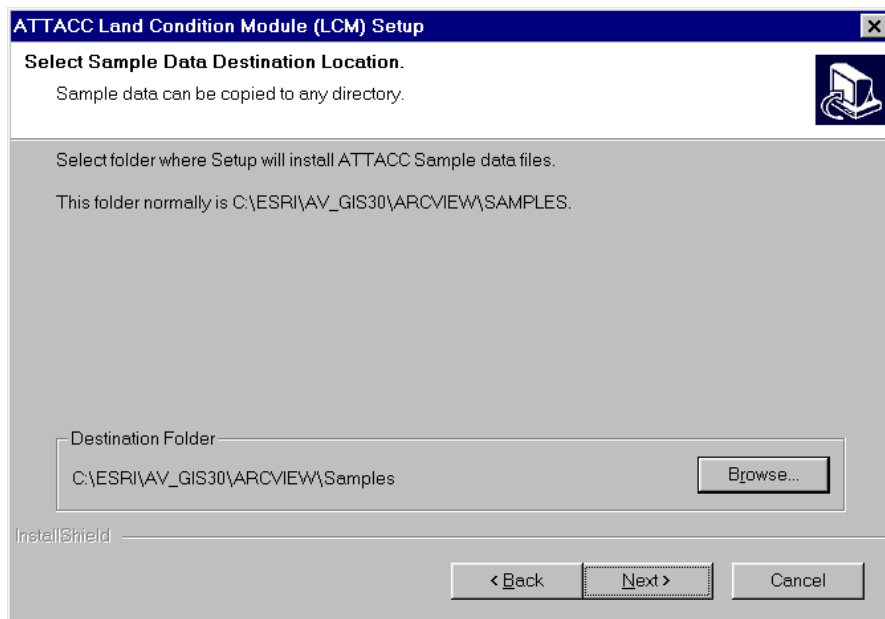 ATTACC Land Condition Module (LCM) Setup
Select Sample Data Destination Location.
Sample data can be copied to any directory.
Select folder where Setup will install ATTACC Sample data files.
This folder normally is C:\ESRI\AV_GIS30\ARCVIEW\SAMPLES.
Destination Folder
C:\ESRI\AV_GIS30\ARCVIEW\Samples
Browse...
InstallShield
< Back
Next >
Cancel